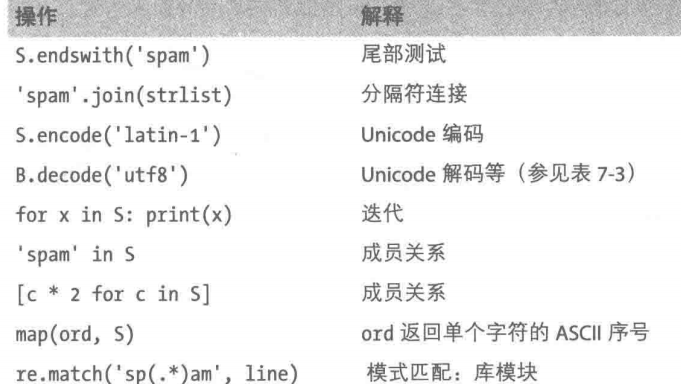 操作 解释
S.endswith('spam') 尾部测试
'spam'.join(strlist) 分隔符连接
S.encode('latin-1') Unicode 编码
B.decode('utf8') Unicode 解码等（参见表 7-3）
for x in S: print(x) 迭代
'spam' in S 成员关系
[c * 2 for c in S] 成员关系
map(ord, S) ord 返回单个字符的 ASCII 序号
re.match('sp(.*)am', line) 模式匹配：库模块